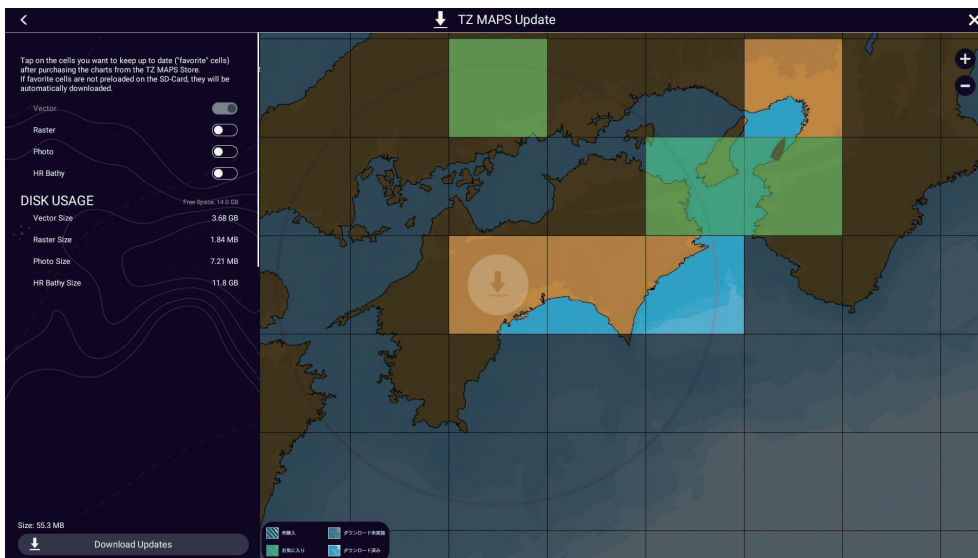 TZ MAPS Update
Tap on the cells you want to keep up to date ("favorite" cells)
after purchasing the charts from the TZ MAPS Store.
If favorite cells are not preloaded on the SD-Card, they will be
automatically downloaded.
Vector
Raster
Photo
HR Bathy
DISK USAGE Free Space: 14.0 GB
Vector Size 3.68 GB
Raster Size 1.84 MB
Photo Size 7.21 MB
HR Bathy Size 11.8 GB
Size: 55.3 MB
Download Updates
未購入 ダウンロード未実施
お気に入り ダウンロード済み